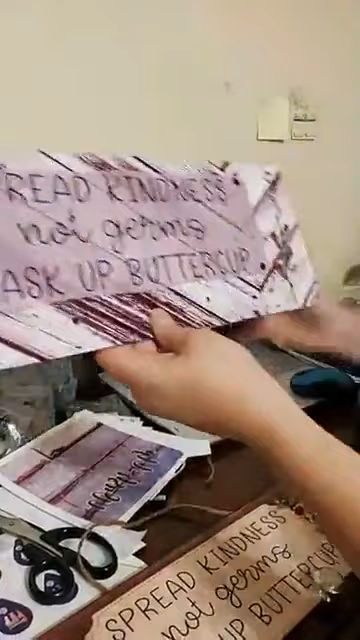 READ KINDNESS
not germs
ASK UP BUTTERCUP
SPREAD KINDNESS
not germs
UP BUTTERCUP